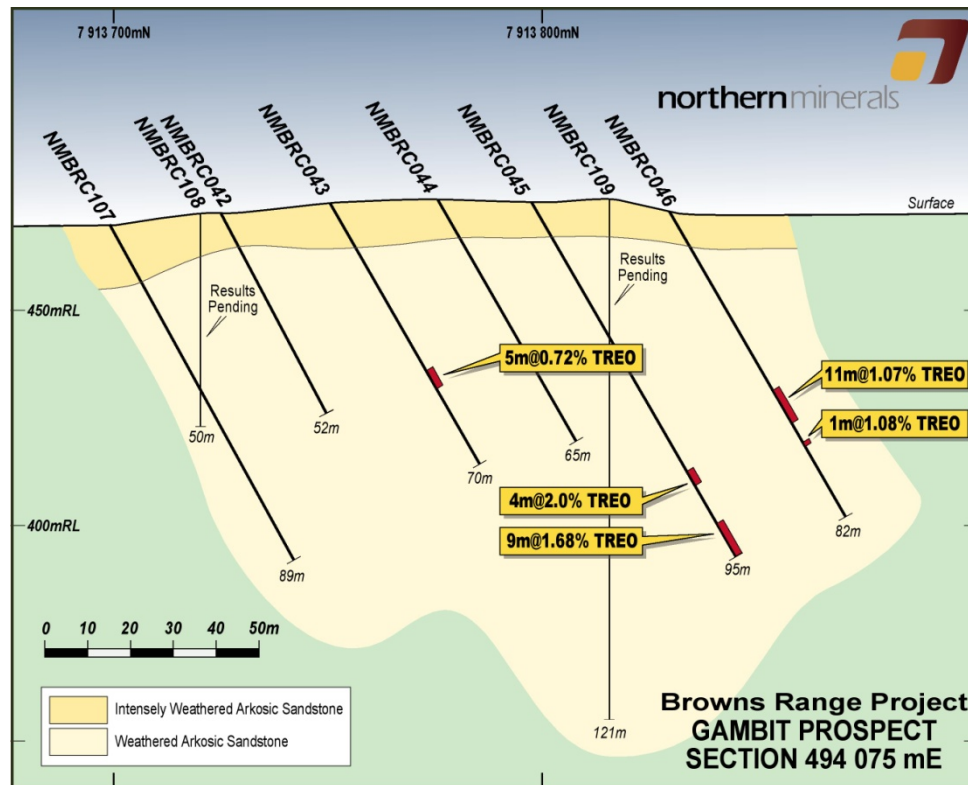 7 913 700mN
7 913 800mN
northernminerals
NMBRC107
NMBRC108
NMBRC042
NMBRC043
NMBRC044
NMBRC045
NMBRC109
NMBRC046
Surface
Results
Pending
Results
Pending
450mRL
5m@0.72% TREO
11m@1.07% TREO
1m@1.08% TREO
52m
50m
65m
70m
4m@2.0% TREO
400mRL
9m@1.68% TREO
82m
89m
95m
0 10 20 30 40 50m
Intensely Weathered Arkosic Sandstone
Weathered Arkosic Sandstone
121m
Browns Range Project
GAMBIT PROSPECT
SECTION 494 075 mE